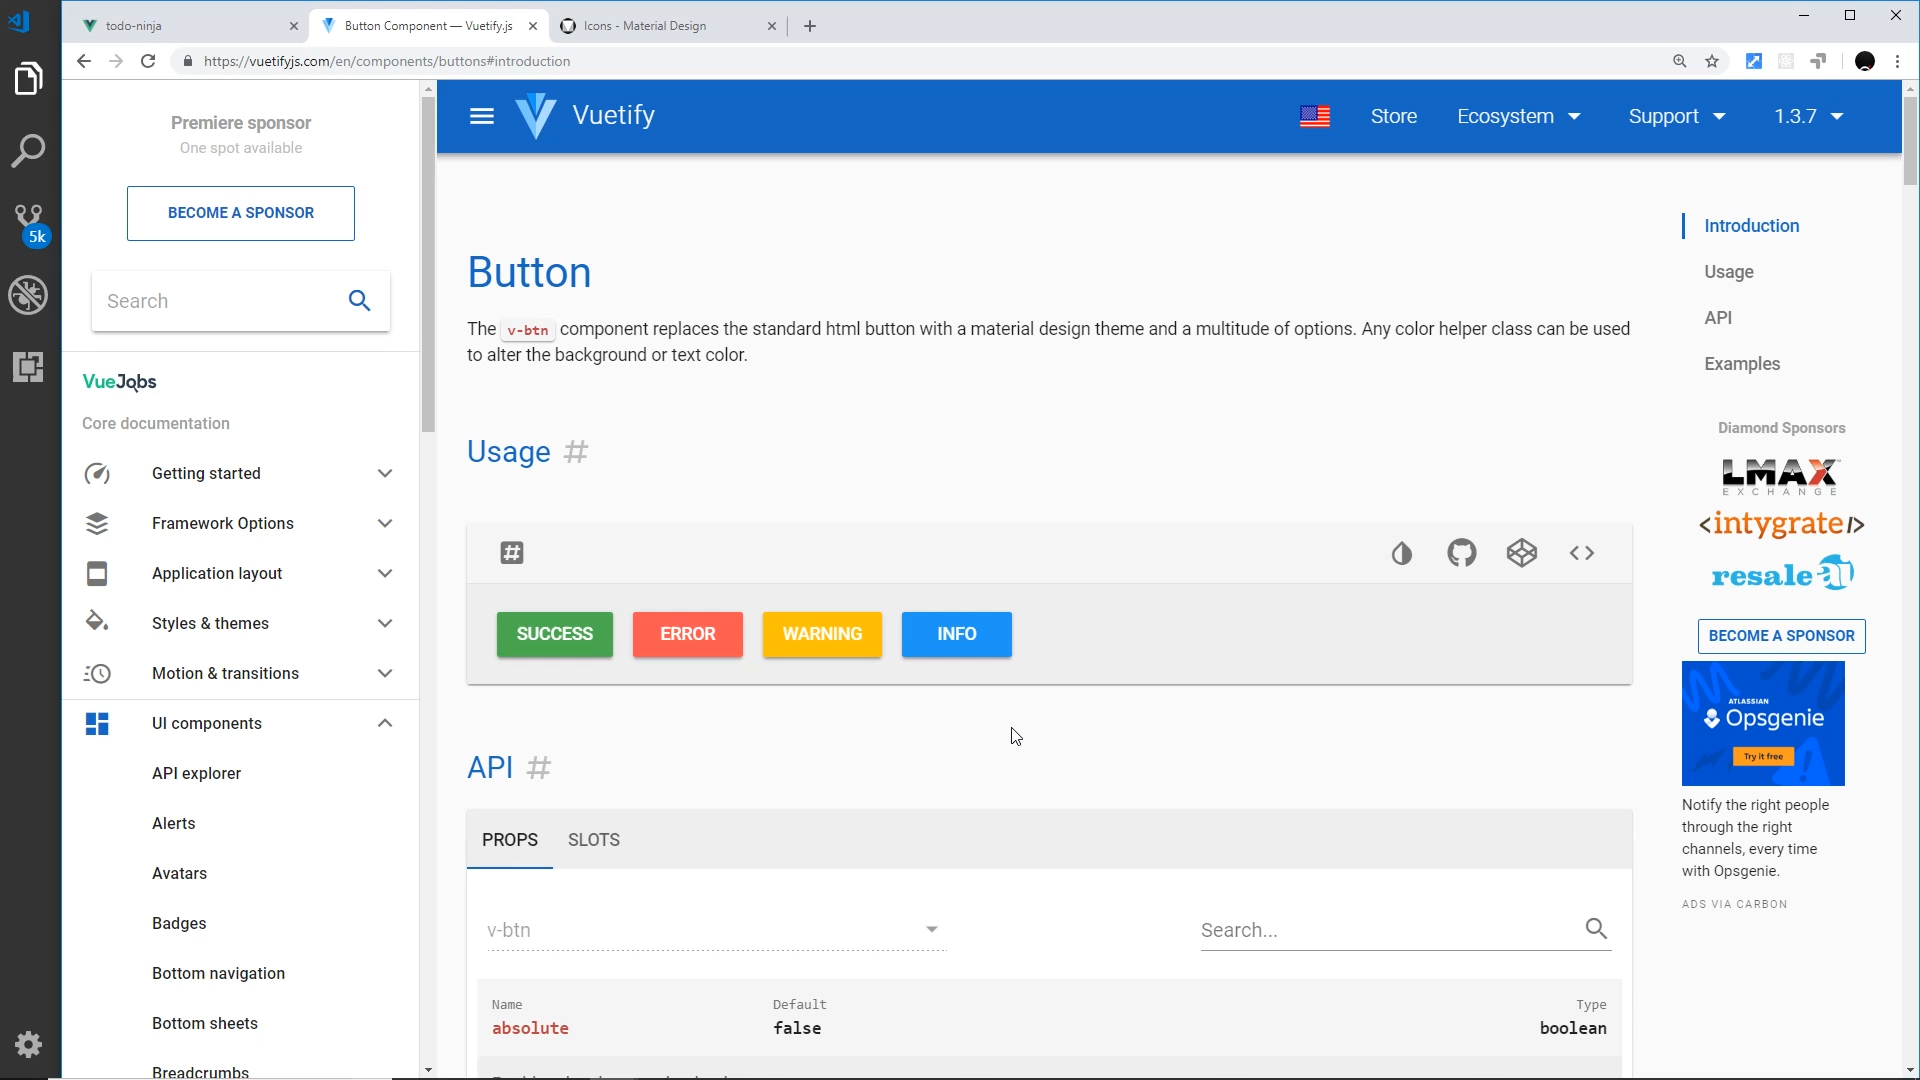 todo-ninja
Button Component — Vuetify.js
Icons - Material Design
https://vuetifyjs.com/en/components/buttons#introduction
5k
Premiere sponsor
One spot available
BECOME A SPONSOR
Search
VueJobs
Core documentation
Getting started
Framework Options
Application layout
Styles & themes
Motion & transitions
UI components
API explorer
Alerts
Avatars
Badges
Bottom navigation
Bottom sheets
Breadcrumbs
Vuetify
Store
Ecosystem
Support
1.3.7
Button
The v-btn component replaces the standard html button with a material design theme and a multitude of options. Any color helper class can be used
to alter the background or text color.
Usage #
#
SUCCESS
ERROR
WARNING
INFO
API #
PROPS
SLOTS
v-btn
Search...
Name Default Type
absolute false boolean
Introduction
Usage
API
Examples
Diamond Sponsors
LMAX
EXCHANGE
<intygrate/>
resale
BECOME A SPONSOR
ATLASSIAN
Opsgenie
Try it free
Notify the right people
through the right
channels, every time
with Opsgenie.
ADS VIA CARBON